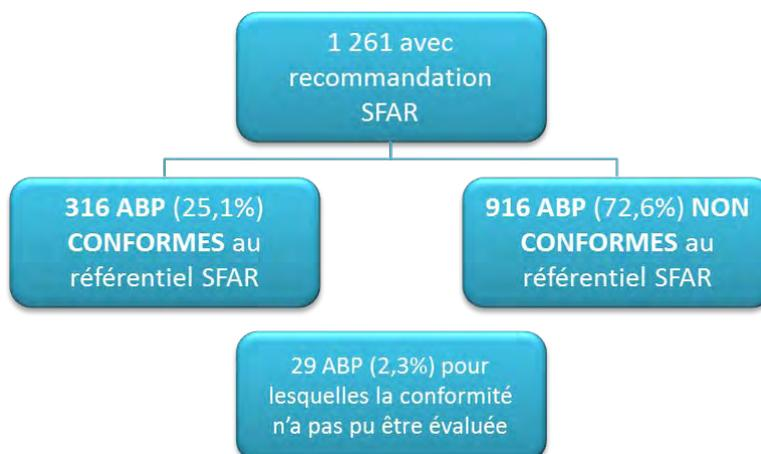 1 261 avec
recommandation
SFAR
316 ABP (25,1%)
CONFORMES au
référentiel SFAR
916 ABP (72,6%) NON
CONFORMES au
référentiel SFAR
29 ABP (2,3%) pour
lesquelles la conformité
n'a pas pu être évaluée